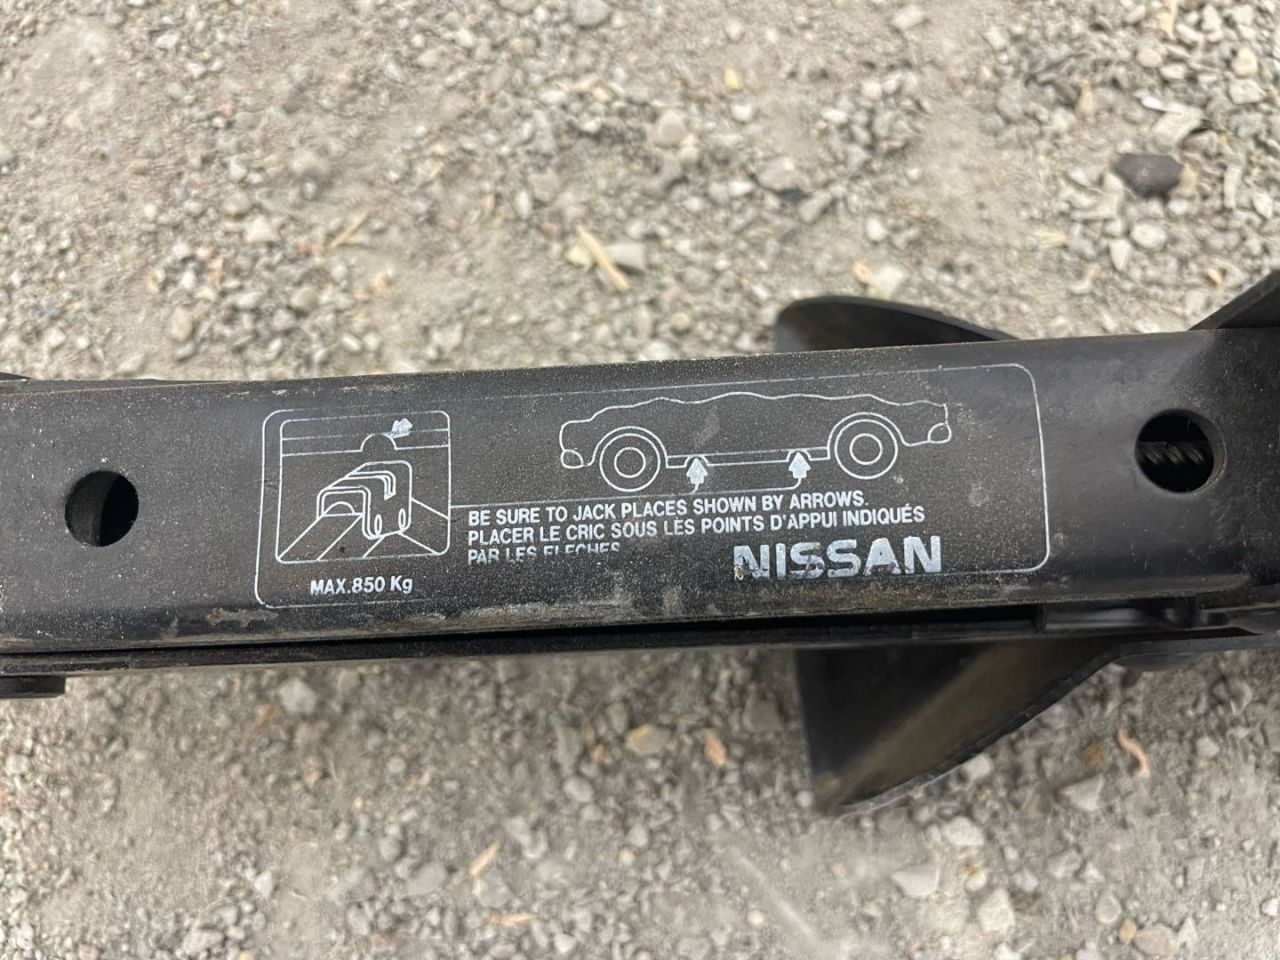 BE SURE TO JACK PLACES SHOWN BY ARROWS.
PLACER LE CRIC SOUS LES POINTS D'APPUI INDIQUÉS
PAR LES FLECHES
NISSAN
MAX.850 Kg